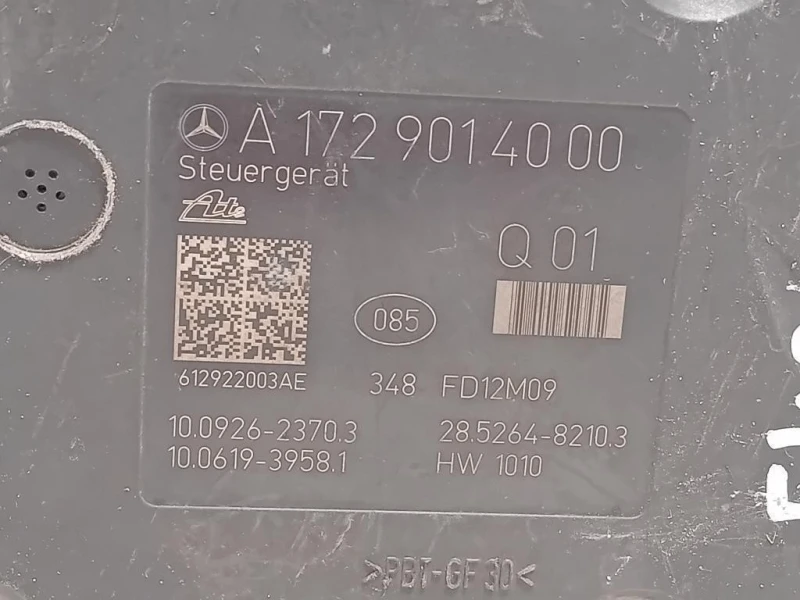 A 172 901 40 00
Steuergerät
Ate
Q 01
085
612922003AE
348 FD12M09
10.0926-2370.3 28.5264-8210.3
10.0619-3958.1 HW 1010
>PBT-GF30<